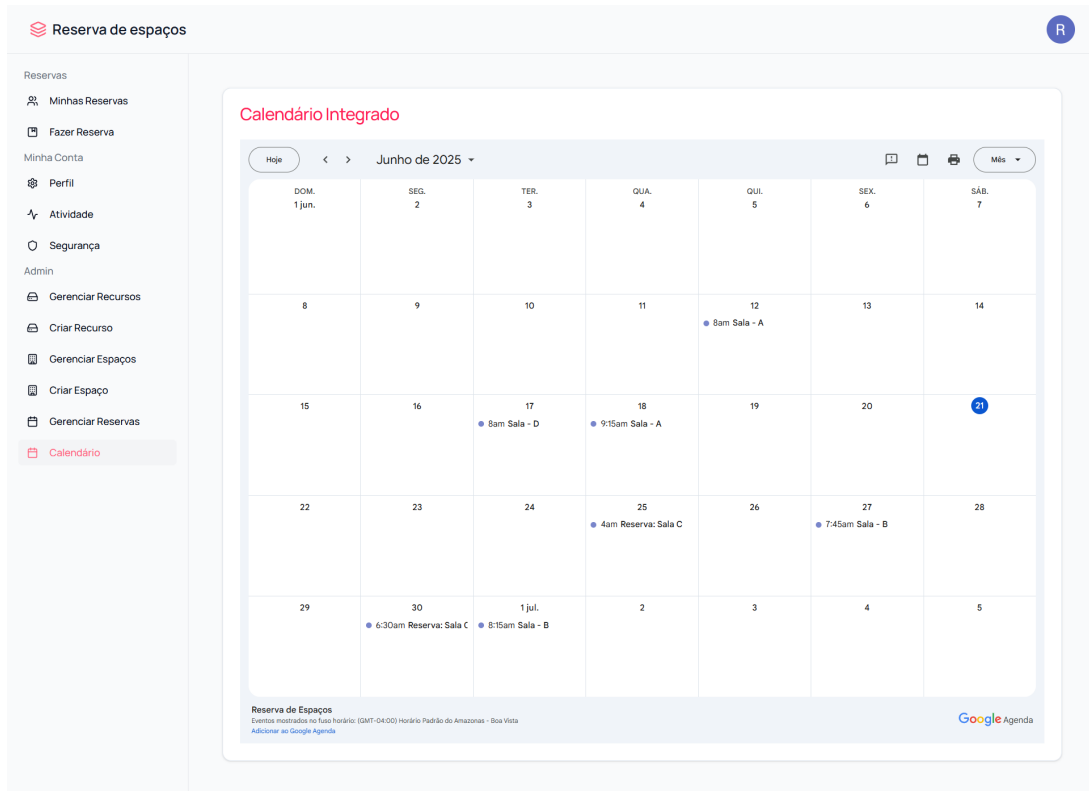 Reserva de espaços
R
Reservas
Minhas Reservas
Fazer Reserva
Minha Conta
Perfil
Atividade
Segurança
Admin
Gerenciar Recursos
Criar Recurso
Gerenciar Espaços
Criar Espaço
Gerenciar Reservas
Calendário
Calendário Integrado
Hoje
Junho de 2025
Mês
DOM. SEG. TER. QUA. QUI. SEX. SÁB.
1 jun. 2 3 4 5 6 7
8 9 10 11 12 13 14
8am Sala - A
15 16 17 18 19 20 21
8am Sala - D 9:15am Sala - A
22 23 24 25 26 27 28
4am Reserva: Sala C 7:45am Sala - B
29 30 1 jul. 2 3 4 5
6:30am Reserva: Sala C 8:15am Sala - B
Reserva de Espaços
Eventos mostrados no fuso horário: (GMT-04:00) Horário Padrão do Amazonas - Boa Vista
Adicionar ao Google Agenda
Google Agenda